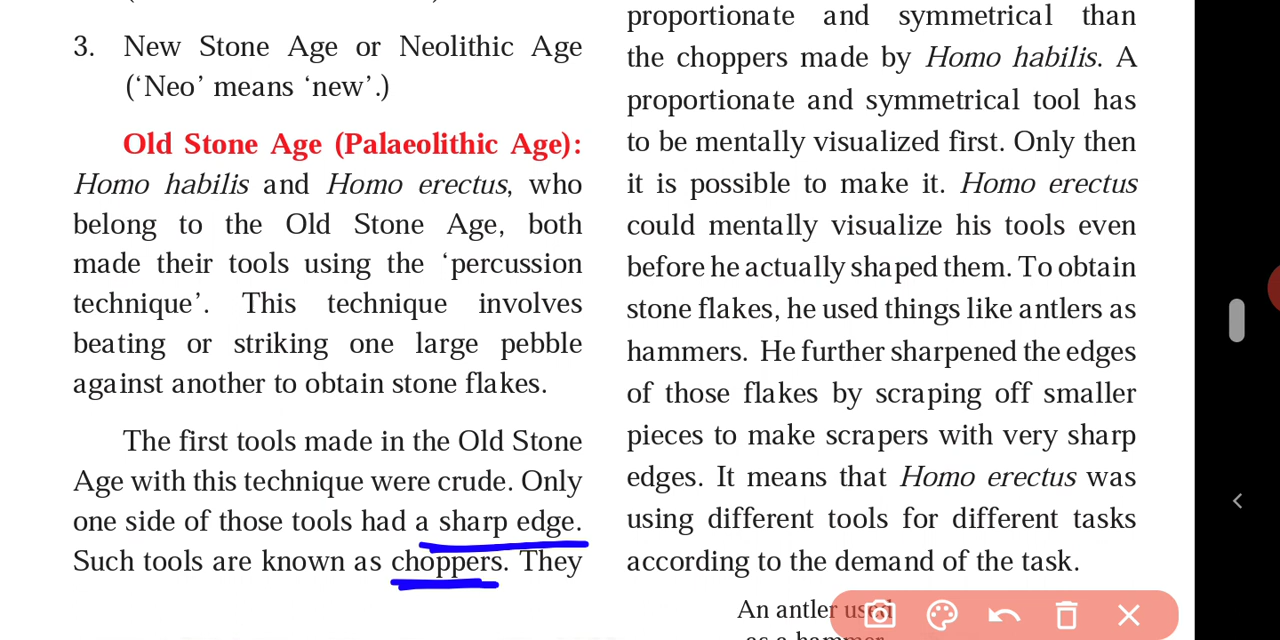 3. New Stone Age or Neolithic Age
('Neo' means 'new'.)
Old Stone Age (Palaeolithic Age):
Homo habilis and Homo erectus, who
belong to the Old Stone Age, both
made their tools using the 'percussion
technique'. This technique involves
beating or striking one large pebble
against another to obtain stone flakes.
The first tools made in the Old Stone
Age with this technique were crude. Only
one side of those tools had a sharp edge.
Such tools are known as choppers. They
proportionate and symmetrical than
the choppers made by Homo habilis. A
proportionate and symmetrical tool has
to be mentally visualized first. Only then
it is possible to make it. Homo erectus
could mentally visualize his tools even
before he actually shaped them. To obtain
stone flakes, he used things like antlers as
hammers. He further sharpened the edges
of those flakes by scraping off smaller
pieces to make scrapers with very sharp
edges. It means that Homo erectus was
using different tools for different tasks
according to the demand of the task.
An antler used
as a hammer